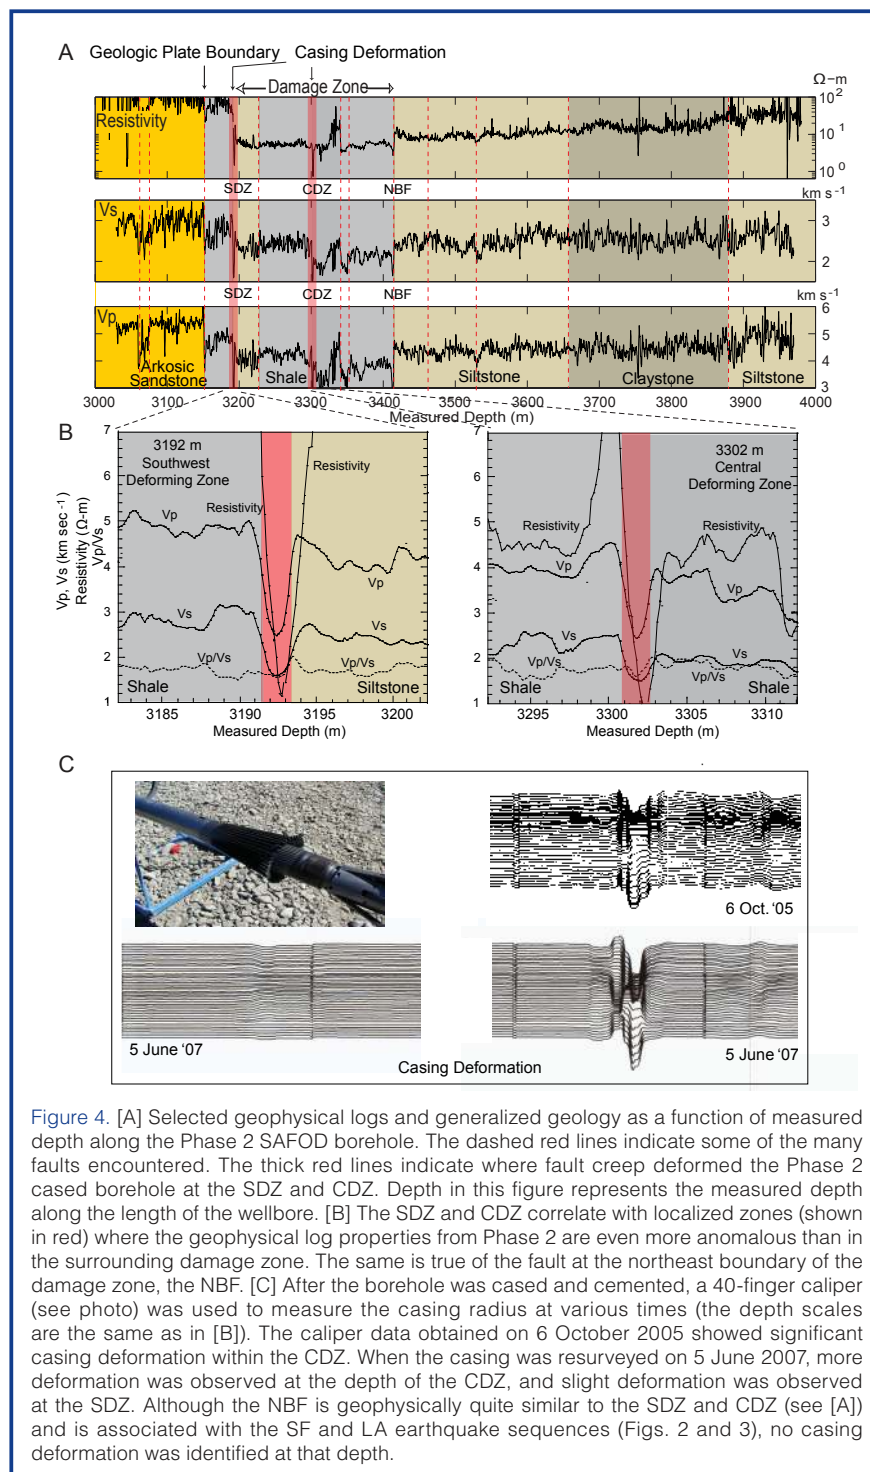 A
Geologic Plate Boundary
Casing Deformation
Damage Zone
Ω–m
Resistivity
10²
10¹
10⁰
SDZ
CDZ
NBF
km s⁻¹
Vs
3
2
SDZ
CDZ
NBF
km s⁻¹
Vp
6
5
4
3
Arkosic
Sandstone
Shale
Siltstone
Claystone
Siltstone
3000 3100 3200 3300 3400 3500 3600 3700 3800 3900 4000
Measured Depth (m)
B
Vp, Vs (km sec⁻¹)
Resistivity (Ω-m)
Vp/Vs
7
6
5
4
3
2
1
3192 m
Southwest
Deforming Zone
Resistivity
Vp
Resistivity
Vp
Vs
Vs
Vp/Vs
Vp/Vs
Shale
Siltstone
3185 3190 3195 3200
Measured Depth (m)
7
6
5
4
3
2
1
3302 m
Central
Deforming Zone
Resistivity
Resistivity
Vp
Vp
Vs
Vs
Vp/Vs
Vp/Vs
Shale
Shale
3295 3300 3305 3310
Measured Depth (m)
C
6 Oct. ‘05
5 June ‘07
5 June ‘07
Casing Deformation
Figure 4. [A] Selected geophysical logs and generalized geology as a function of measured
depth along the Phase 2 SAFOD borehole. The dashed red lines indicate some of the many
faults encountered. The thick red lines indicate where fault creep deformed the Phase 2
cased borehole at the SDZ and CDZ. Depth in this figure represents the measured depth
along the length of the wellbore. [B] The SDZ and CDZ correlate with localized zones (shown
in red) where the geophysical log properties from Phase 2 are even more anomalous than in
the surrounding damage zone. The same is true of the fault at the northeast boundary of the
damage zone, the NBF. [C] After the borehole was cased and cemented, a 40-finger caliper
(see photo) was used to measure the casing radius at various times (the depth scales
are the same as in [B]). The caliper data obtained on 6 October 2005 showed significant
casing deformation within the CDZ. When the casing was resurveyed on 5 June 2007, more
deformation was observed at the depth of the CDZ, and slight deformation was observed
at the SDZ. Although the NBF is geophysically quite similar to the SDZ and CDZ (see [A])
and is associated with the SF and LA earthquake sequences (Figs. 2 and 3), no casing
deformation was identified at that depth.